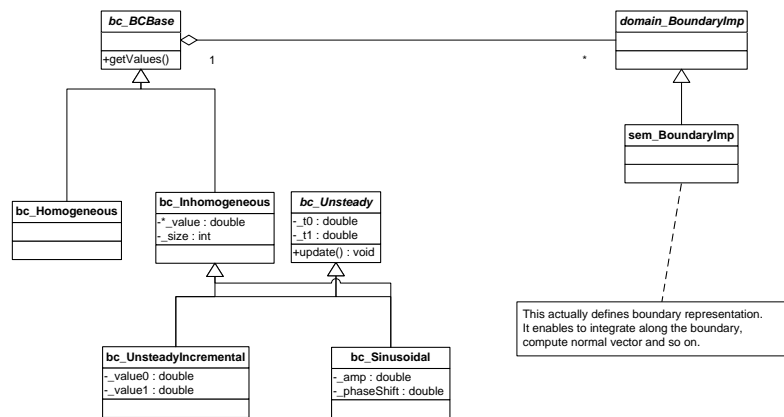 bc_BCBase
+getValues()
1
*
domain_BoundaryImp
sem_BoundaryImp
bc_Homogeneous
bc_Inhomogeneous
-*_value : double
-_size : int
bc_Unsteady
-_t0 : double
-_t1 : double
+update() : void
This actually defines boundary representation.
It enables to integrate along the boundary,
compute normal vector and so on.
bc_UnsteadyIncremental
-_value0 : double
-_value1 : double
bc_Sinusoidal
-_amp : double
-_phaseShift : double